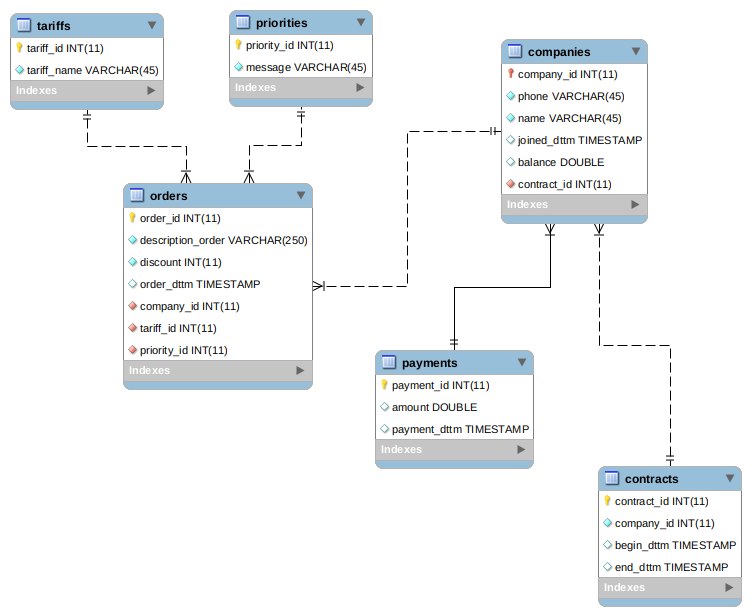 tariffs
tariff_id INT(11)
tariff_name VARCHAR(45)
Indexes
priorities
priority_id INT(11)
message VARCHAR(45)
Indexes
companies
company_id INT(11)
phone VARCHAR(45)
name VARCHAR(45)
joined_dttm TIMESTAMP
balance DOUBLE
contract_id INT(11)
Indexes
orders
order_id INT(11)
description_order VARCHAR(250)
discount INT(11)
order_dttm TIMESTAMP
company_id INT(11)
tariff_id INT(11)
priority_id INT(11)
Indexes
payments
payment_id INT(11)
amount DOUBLE
payment_dttm TIMESTAMP
Indexes
contracts
contract_id INT(11)
company_id INT(11)
begin_dttm TIMESTAMP
end_dttm TIMESTAMP
Indexes